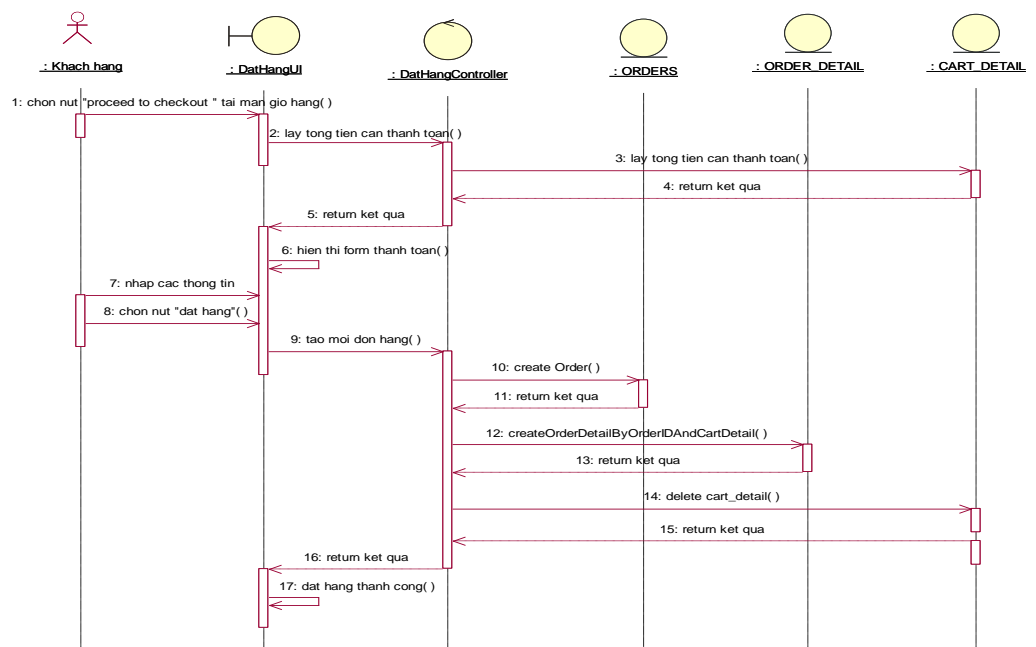 : Khach hang
: DatHangUI
: DatHangController
: ORDERS
: ORDER_DETAIL
: CART_DETAIL
1: chon nut "proceed to checkout " tai man gio hang( )
2: lay tong tien can thanh toan( )
3: lay tong tien can thanh toan( )
4: return ket qua
5: return ket qua
6: hien thi form thanh toan( )
7: nhap cac thong tin
8: chon nut "dat hang"( )
9: tao moi don hang( )
10: create Order( )
11: return ket qua
12: createOrderDetailByOrderIDAndCartDetail( )
13: return ket qua
14: delete cart_detail( )
15: return ket qua
16: return ket qua
17: dat hang thanh cong( )